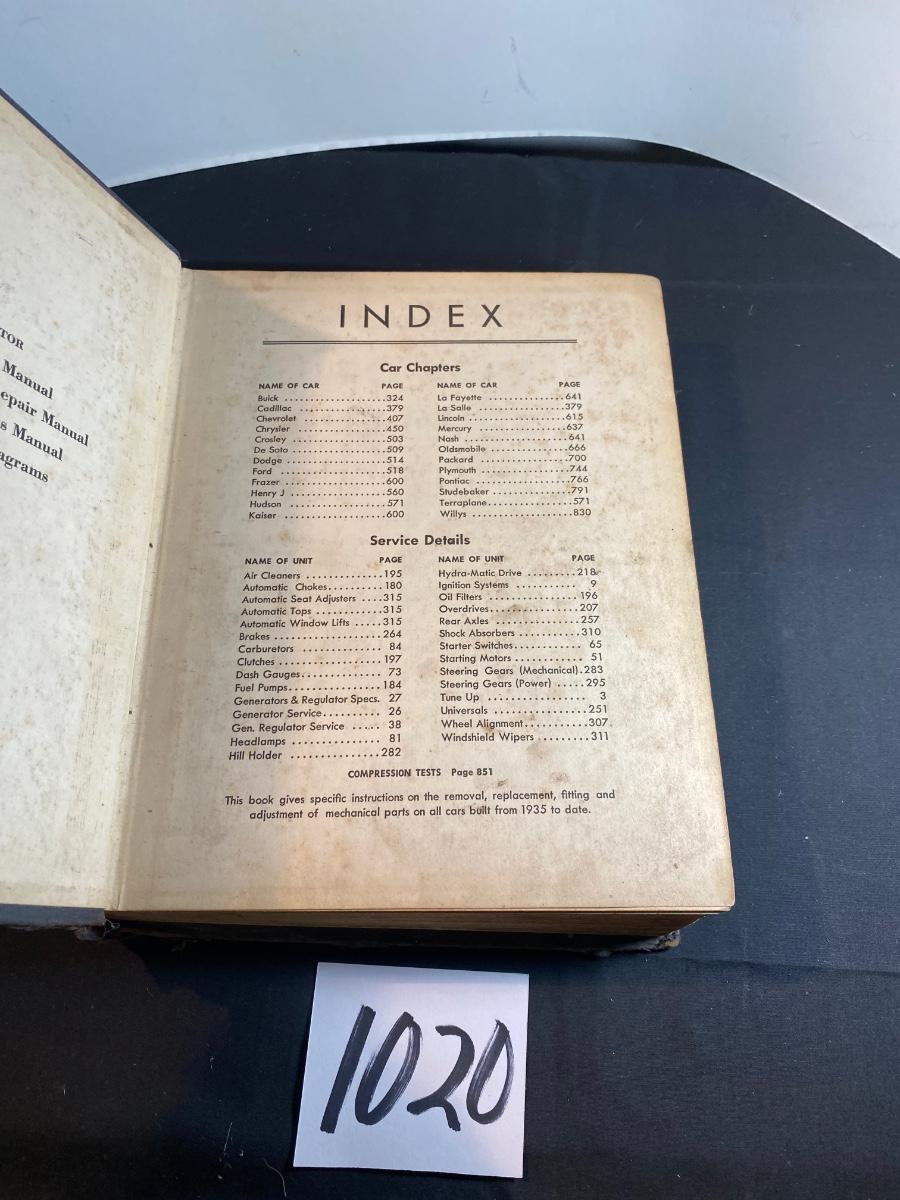 TOR
Manual
epair Manual
s Manual
agrams
INDEX
Car Chapters
NAME OF CAR PAGE
Buick ....................324
Cadillac .................379
Chevrolet ................407
Chrysler .................450
Crosley ..................503
De Soto ..................509
Dodge ....................514
Ford .....................518
Frazer ...................600
Henry J ..................560
Hudson ...................571
Kaiser ...................600
NAME OF CAR PAGE
La Fayette ...............641
La Salle .................379
Lincoln ..................615
Mercury ..................637
Nash .....................641
Oldsmobile ...............666
Packard ..................700
Plymouth .................744
Pontiac ..................766
Studebaker ...............791
Terraplane...............571
Willys ...................830
Service Details
NAME OF UNIT PAGE
Air Cleaners .............195
Automatic Chokes..........180
Automatic Seat Adjusters ....315
Automatic Tops ...........315
Automatic Window Lifts .....315
Brakes ...................264
Carburetors .............. 84
Clutches .................197
Dash Gauges.............. 73
Fuel Pumps................184
Generators & Regulator Specs. 27
Generator Service.......... 26
Gen. Regulator Service ..... 38
Headlamps ............... 81
Hill Holder ...............282
NAME OF UNIT PAGE
Hydra-Matic Drive .........218
Ignition Systems ........... 9
Oil Filters ................196
Overdrives................207
Rear Axles ...............257
Shock Absorbers ...........310
Starter Switches............ 65
Starting Motors ........... 51
Steering Gears (Mechanical).283
Steering Gears (Power) .....295
Tune Up .................. 3
Universals ................251
Wheel Alignment...........307
Windshield Wipers .........311
COMPRESSION TESTS Page 851
This book gives specific instructions on the removal, replacement, fitting and
adjustment of mechanical parts on all cars built from 1935 to date.
1020